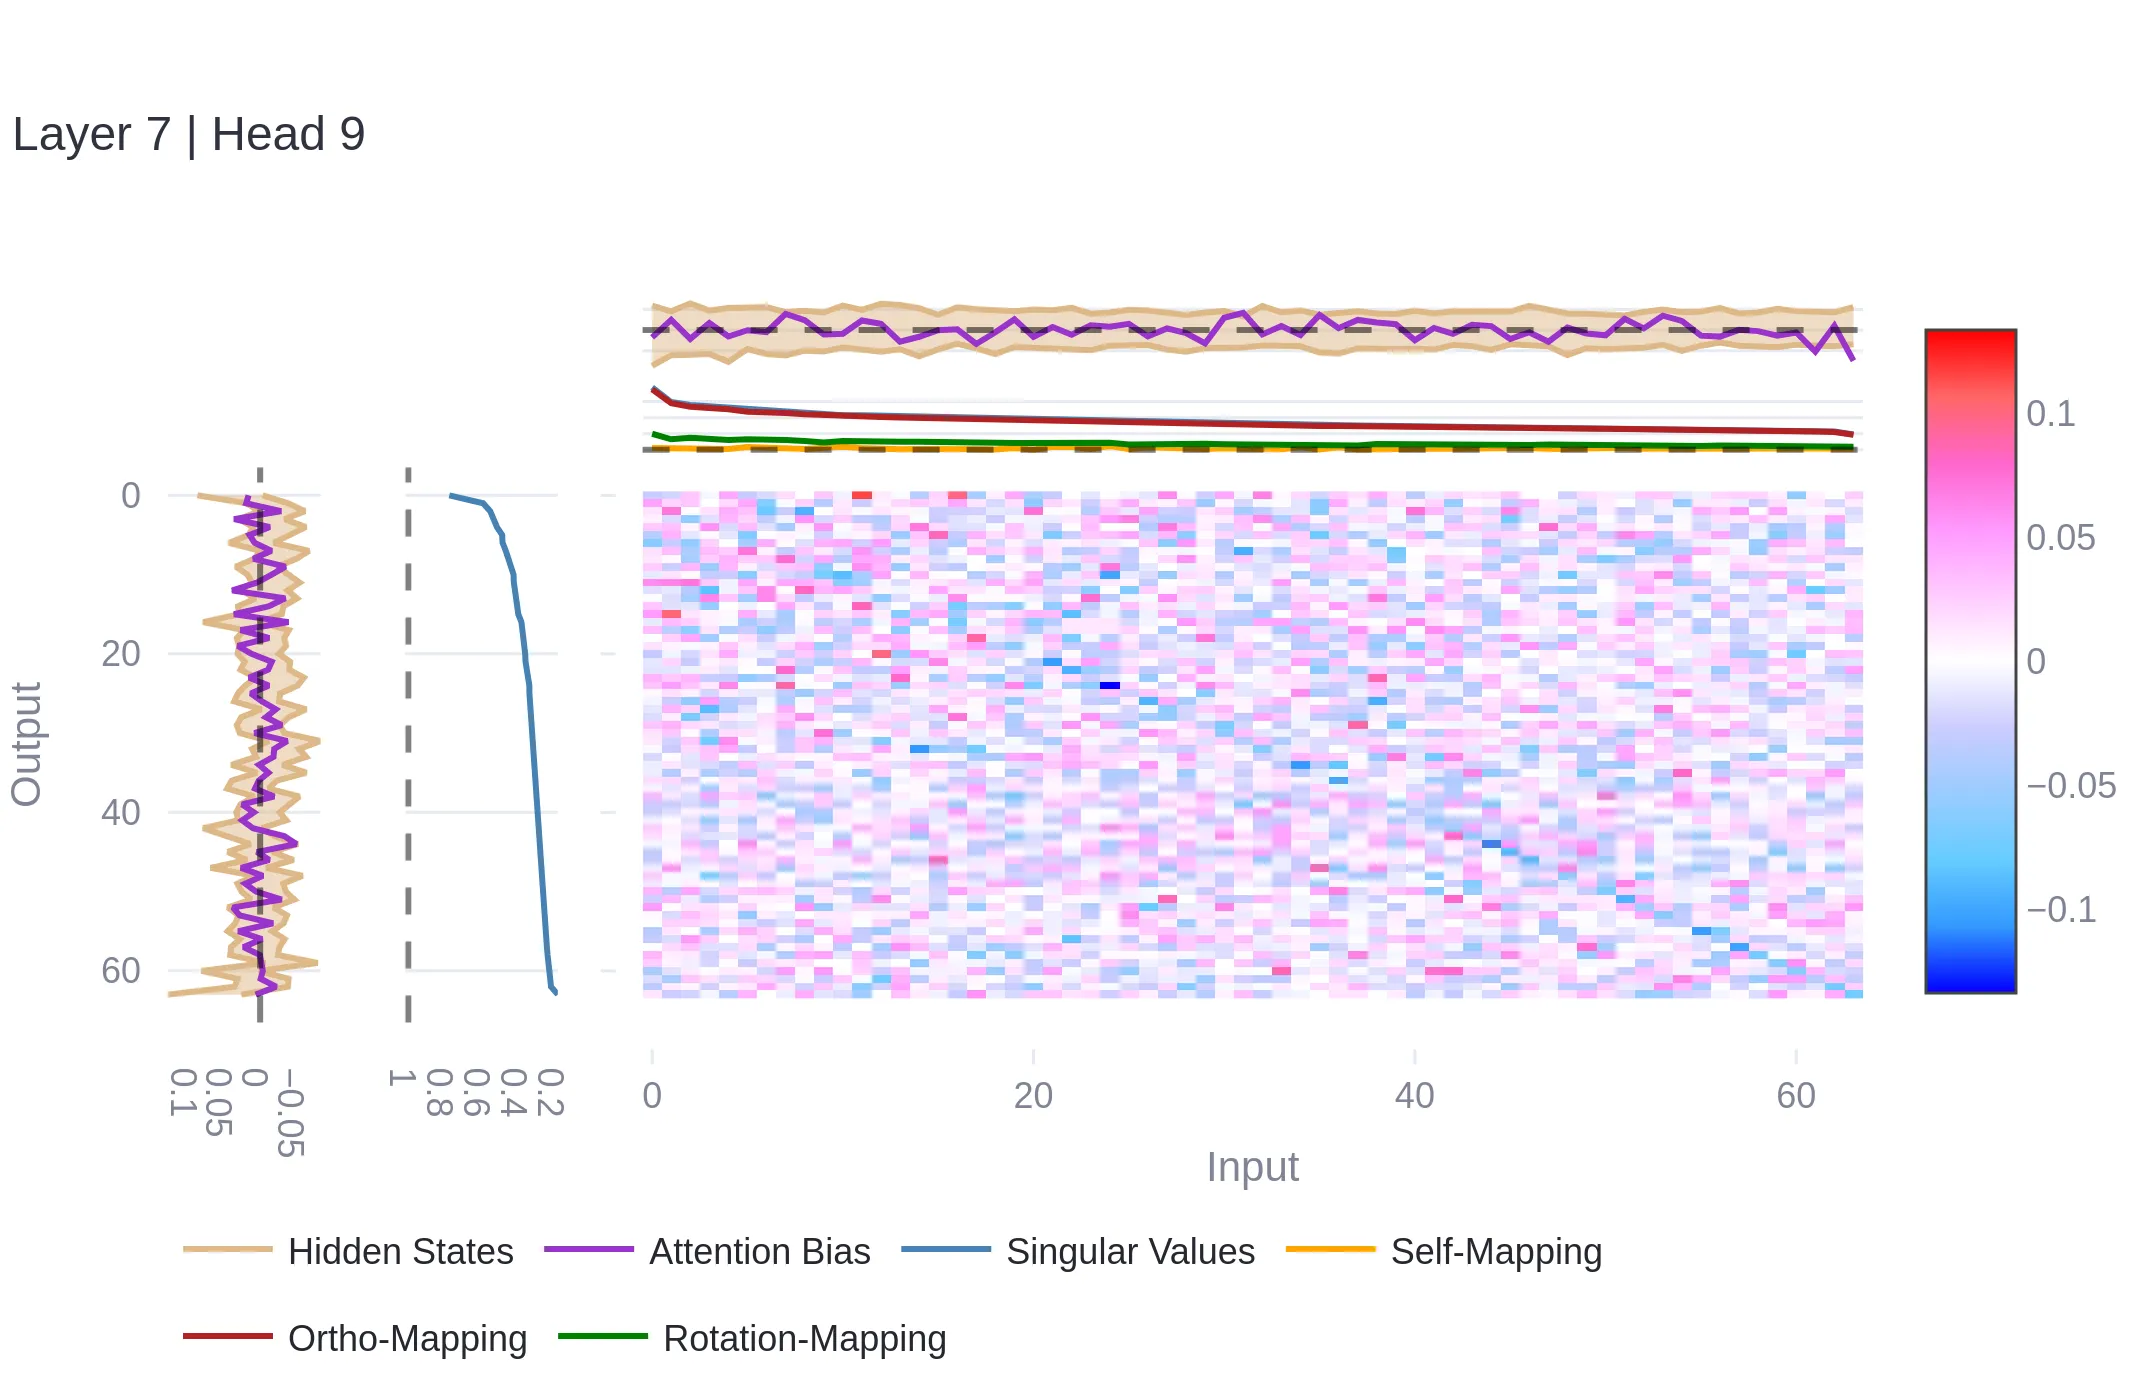 Layer 7 | Head 9
0
20
40
60
Output
0.1
0.05
0
−0.05
1
0.8
0.6
0.4
0.2
0
20
40
60
Input
0.1
0.05
0
−0.05
−0.1
Hidden States
Attention Bias
Singular Values
Self-Mapping
Ortho-Mapping
Rotation-Mapping